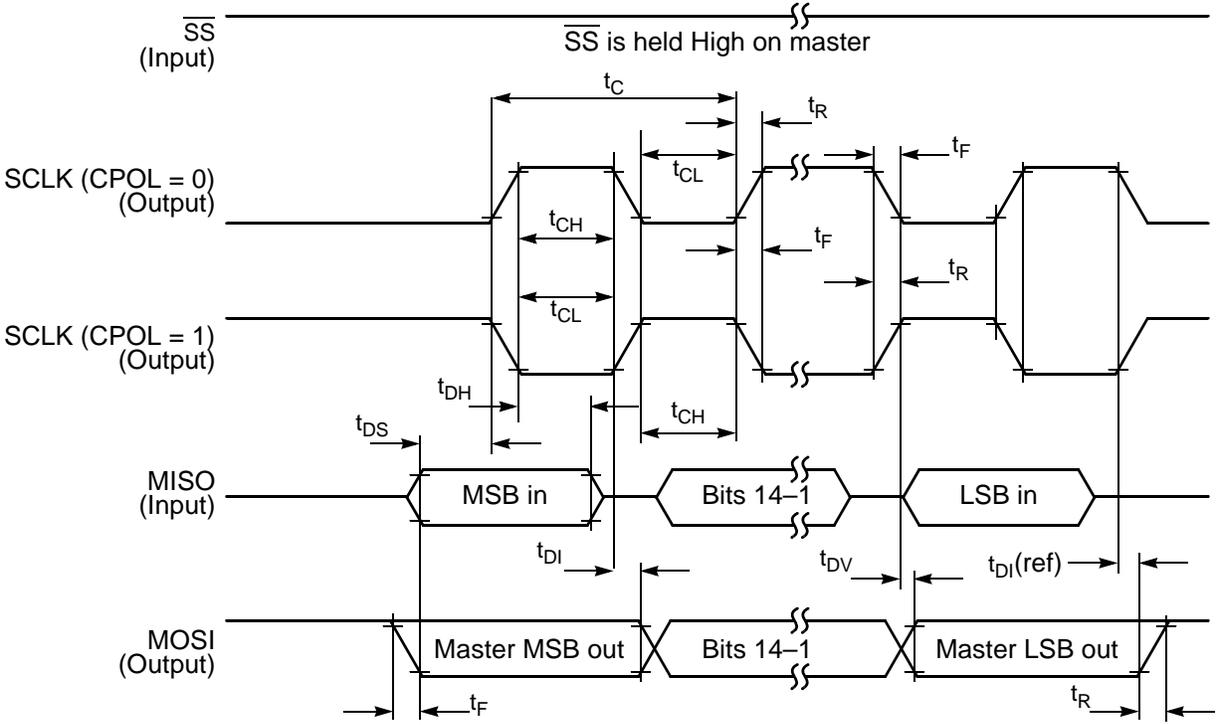 SS
(Input)
SS is held High on master
tC
tR
tF
SCLK (CPOL = 0)
(Output)
tCL
tCH
tF
tR
tCL
SCLK (CPOL = 1)
(Output)
tDH
tCH
tDS
MISO
(Input)
MSB in
Bits 14–1
LSB in
tDI
tDV
tDI(ref)
MOSI
(Output)
Master MSB out
Bits 14–1
Master LSB out
tF
tR